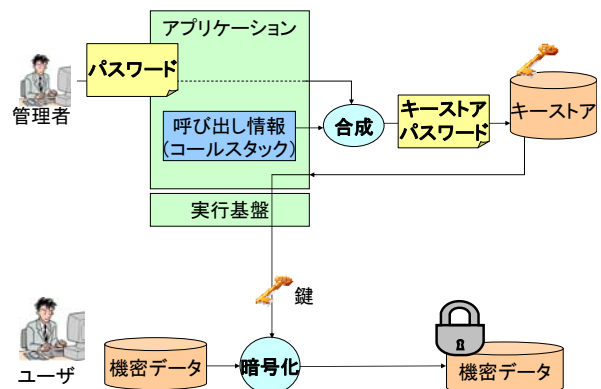 アプリケーション
パスワード
管理者
呼び出し情報
(コールスタック)
合成
キーストア
パスワード
キーストア
実行基盤
鍵
ユーザ
機密データ
暗号化
機密データ